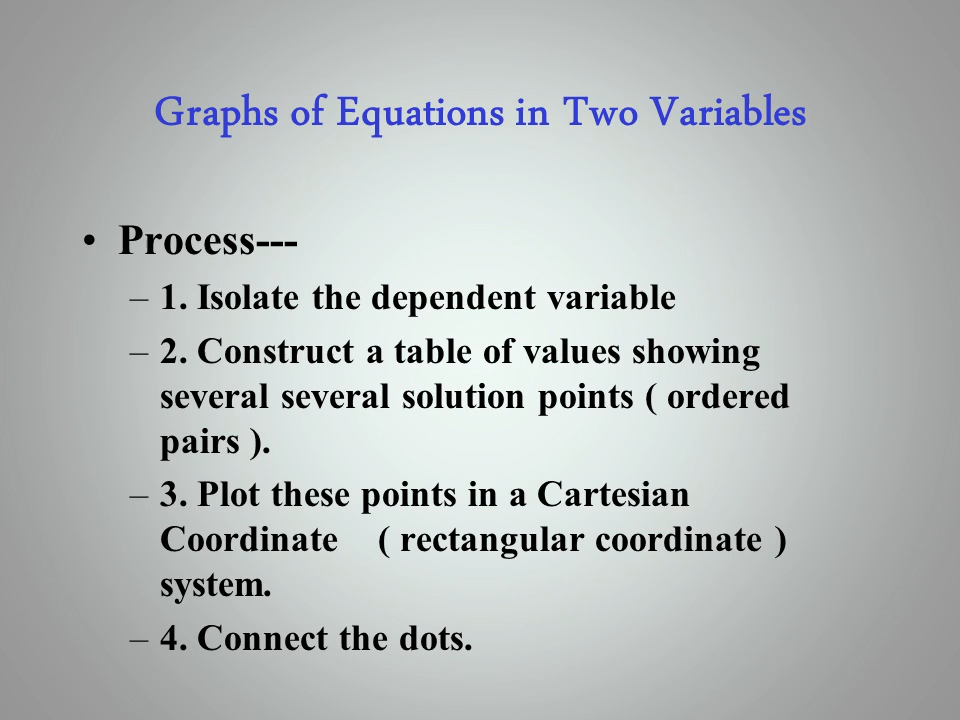 Graphs of Equations in Two Variables
• Process---
– 1. Isolate the dependent variable
– 2. Construct a table of values showing
several several solution points ( ordered
pairs ).
– 3. Plot these points in a Cartesian
Coordinate ( rectangular coordinate )
system.
– 4. Connect the dots.